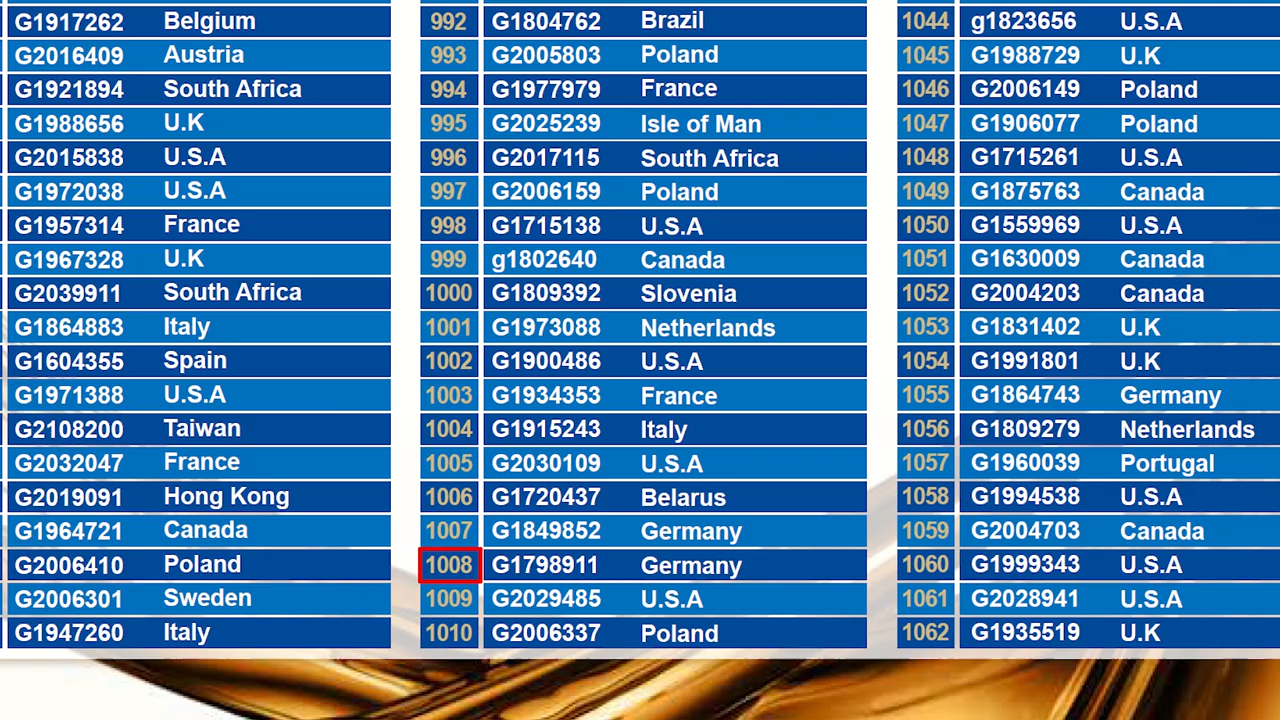 G1917262 Belgium
G2016409 Austria
G1921894 South Africa
G1988656 U.K
G2015838 U.S.A
G1972038 U.S.A
G1957314 France
G1967328 U.K
G2039911 South Africa
G1864883 Italy
G1604355 Spain
G1971388 U.S.A
G2108200 Taiwan
G2032047 France
G2019091 Hong Kong
G1964721 Canada
G2006410 Poland
G2006301 Sweden
G1947260 Italy
992 G1804762 Brazil
993 G2005803 Poland
994 G1977979 France
995 G2025239 Isle of Man
996 G2017115 South Africa
997 G2006159 Poland
998 G1715138 U.S.A
999 g1802640 Canada
1000 G1809392 Slovenia
1001 G1973088 Netherlands
1002 G1900486 U.S.A
1003 G1934353 France
1004 G1915243 Italy
1005 G2030109 U.S.A
1006 G1720437 Belarus
1007 G1849852 Germany
1008 G1798911 Germany
1009 G2029485 U.S.A
1010 G2006337 Poland
1044 g1823656 U.S.A
1045 G1988729 U.K
1046 G2006149 Poland
1047 G1906077 Poland
1048 G1715261 U.S.A
1049 G1875763 Canada
1050 G1559969 U.S.A
1051 G1630009 Canada
1052 G2004203 Canada
1053 G1831402 U.K
1054 G1991801 U.K
1055 G1864743 Germany
1056 G1809279 Netherlands
1057 G1960039 Portugal
1058 G1994538 U.S.A
1059 G2004703 Canada
1060 G1999343 U.S.A
1061 G2028941 U.S.A
1062 G1935519 U.K